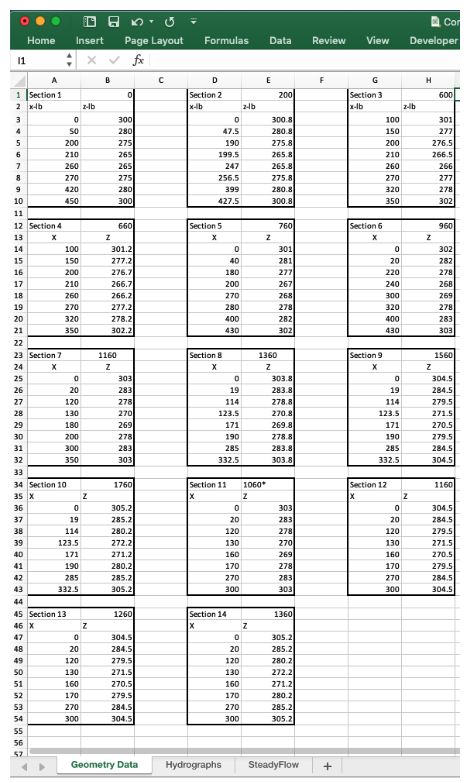 Cor
Home Insert Page Layout Formulas Data Review View Developer
I1 fx
A B C D E F G H
1 Section 1 0 Section 2 200 Section 3 600
2 x-lb z-lb x-lb z-lb x-lb z-lb
3 0 300 0 300.8 100 301
4 50 280 47.5 280.8 150 277
5 200 275 190 275.8 200 276.5
6 210 265 199.5 265.8 210 266.5
7 260 265 247 265.8 260 266
8 270 275 256.5 275.8 270 277
9 420 280 399 280.8 320 278
10 450 300 427.5 300.8 350 302
11
12 Section 4 660 Section 5 760 Section 6 960
13 X Z X Z X Z
14 100 301.2 0 301 0 302
15 150 277.2 40 281 20 282
16 200 276.7 180 277 220 278
17 210 266.7 200 267 240 268
18 260 266.2 270 268 300 269
19 270 277.2 280 278 320 278
20 320 278.2 400 282 400 283
21 350 302.2 430 302 430 303
22
23 Section 7 1160 Section 8 1360 Section 9 1560
24 X Z X Z X Z
25 0 303 0 303.8 0 304.5
26 20 283 19 283.8 19 284.5
27 120 278 114 278.8 114 279.5
28 130 270 123.5 270.8 123.5 271.5
29 180 269 171 269.8 171 270.5
30 200 278 190 278.8 190 279.5
31 300 283 285 283.8 285 284.5
32 350 303 332.5 303.8 332.5 304.5
33
34 Section 10 1760 Section 11 1060* Section 12 1160
35 X Z X Z X Z
36 0 305.2 0 303 0 304.5
37 19 285.2 20 283 20 284.5
38 114 280.2 120 278 120 279.5
39 123.5 272.2 130 270 130 271.5
40 171 271.2 160 269 160 270.5
41 190 280.2 170 278 170 279.5
42 285 285.2 270 283 270 284.5
43 332.5 305.2 300 303 300 304.5
44
45 Section 13 1260 Section 14 1360
46 X Z X Z
47 0 304.5 0 305.2
48 20 284.5 20 285.2
49 120 279.5 120 280.2
50 130 271.5 130 272.2
51 160 270.5 160 271.2
52 170 279.5 170 280.2
53 270 284.5 270 285.2
54 300 304.5 300 305.2
55
56
57
Geometry Data Hydrographs SteadyFlow +